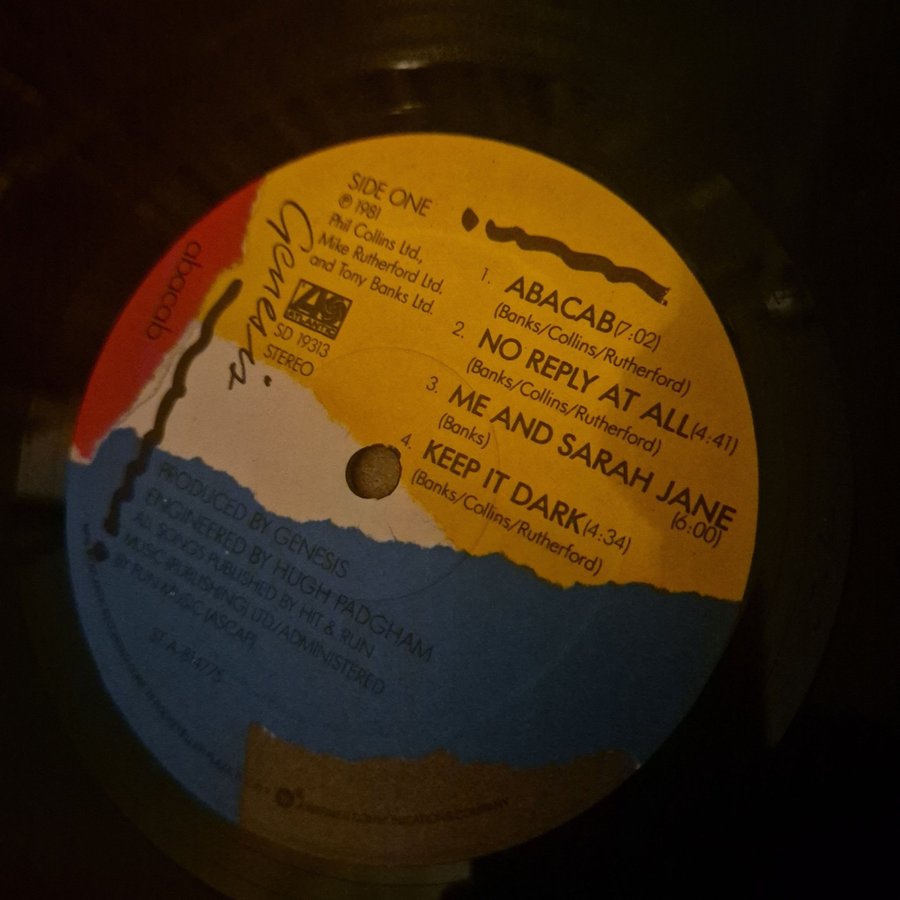 abacab
Genesis
SIDE ONE
℗ 1981
Phil Collins Ltd.,
Mike Rutherford Ltd.
and Tony Banks Ltd.
ATLANTIC
SD 19313
STEREO
1. ABACAB (7:02)
(Banks/Collins/Rutherford)
2. NO REPLY AT ALL (4:41)
(Banks/Collins/Rutherford)
3. ME AND SARAH JANE
(Banks) (6:00)
4. KEEP IT DARK (4:34)
(Banks/Collins/Rutherford)
PRODUCED BY GENESIS
ENGINEERED BY HUGH PADGHAM
ALL SONGS PUBLISHED BY HIT & RUN
MUSIC (PUBLISHING) LTD./ADMINISTERED
BY RUN MUSIC (ASCAP)
COMMUNICATIONS COMPANY